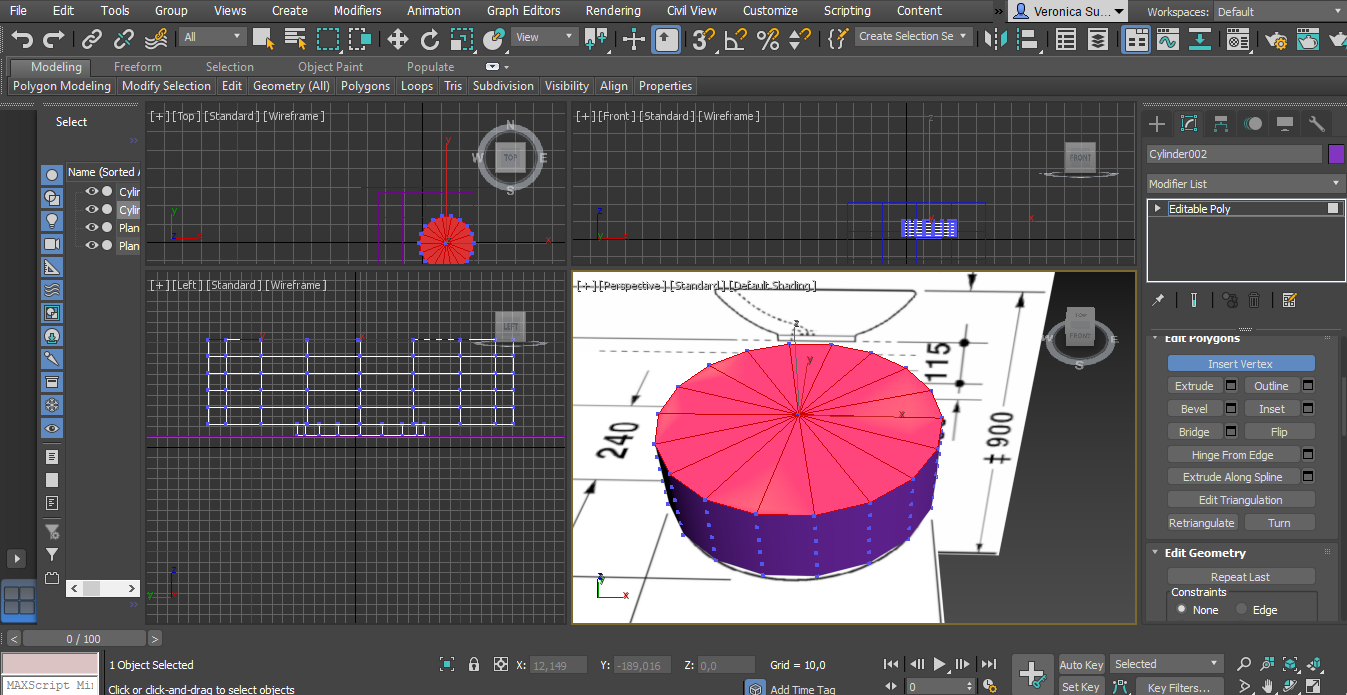 File Edit Tools Group Views Create Modifiers Animation Graph Editors Rendering Civil View Customize Scripting Content » Veronica Su... Workspaces: Default
All View 3 Create Selection Se
Modeling Freeform Selection Object Paint Populate
Polygon Modeling Modify Selection Edit Geometry (All) Polygons Loops Tris Subdivision Visibility Align Properties
Select
»
Name (Sorted A
Cylin
Cylin
Plan
Plan
»
[+][Top][Standard][Wireframe]
N
W TOP E
S
y
x
[+][Front][Standard][Wireframe]
z
FRONT
x
[+][Left][Standard][Wireframe]
LEFT
[+][Perspective][Standard][Default Shading]
TOP
FRONT
W E
S
z
y
x
115
240
900
Cylinder002
Modifier List
Editable Poly
Edit Polygons
Insert Vertex
Extrude Outline
Bevel Inset
Bridge Flip
Hinge From Edge
Extrude Along Spline
Edit Triangulation
Retriangulate Turn
Edit Geometry
Repeat Last
Constraints
None Edge
< 0 / 100 >
1 Object Selected X: 12,149 Y: -189,016 Z: 0,0 Grid = 10,0 Auto Key Selected
MAXScript Mi
Click or click-and-drag to select objects Add Time Tag 0 Set Key Key Filters...